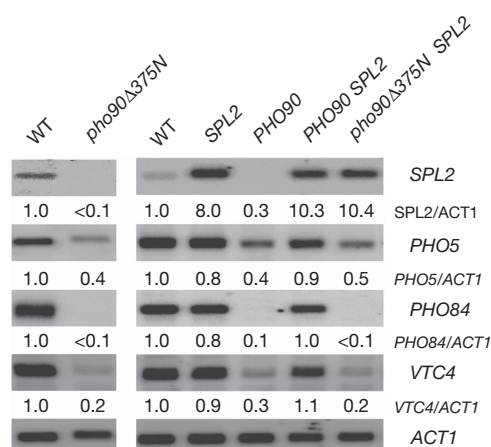 WT pho90Δ375N WT SPL2 PHO90 PHO90 SPL2 pho90Δ375N SPL2
SPL2
1.0 <0.1 1.0 8.0 0.3 10.3 10.4 SPL2/ACT1
PHO5
1.0 0.4 1.0 0.8 0.4 0.9 0.5 PHO5/ACT1
PHO84
1.0 <0.1 1.0 0.8 0.1 1.0 <0.1 PHO84/ACT1
VTC4
1.0 0.2 1.0 0.9 0.3 1.1 0.2 VTC4/ACT1
ACT1